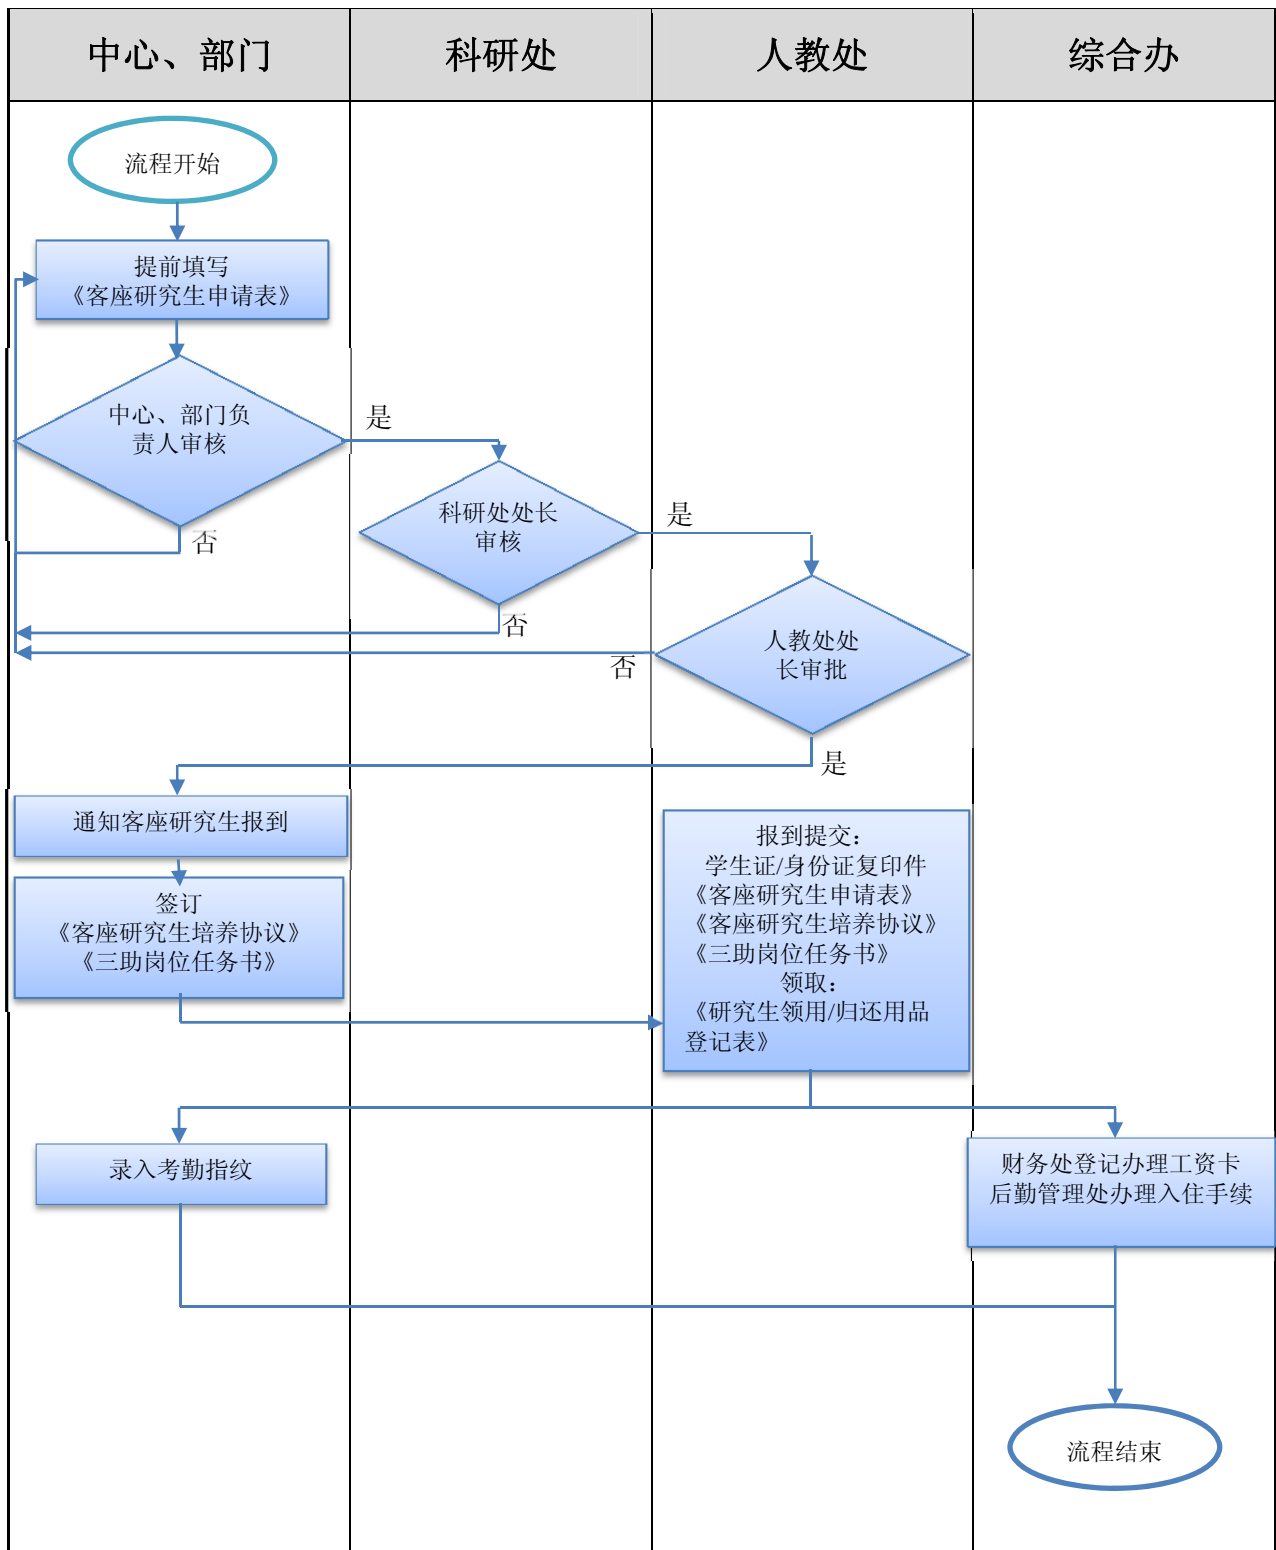 中心、部门
科研处
人教处
综合办
流程开始
提前填写
《客座研究生申请表》
中心、部门负
责人审核
是
否
科研处处长
审核
是
否
人教处处
长审批
否
是
通知客座研究生报到
签订
《客座研究生培养协议》
《三助岗位任务书》
报到提交:
学生证/身份证复印件
《客座研究生申请表》
《客座研究生培养协议》
《三助岗位任务书》
领取:
《研究生领用/归还用品
登记表》
录入考勤指纹
财务处登记办理工资卡
后勤管理处办理入住手续
流程结束